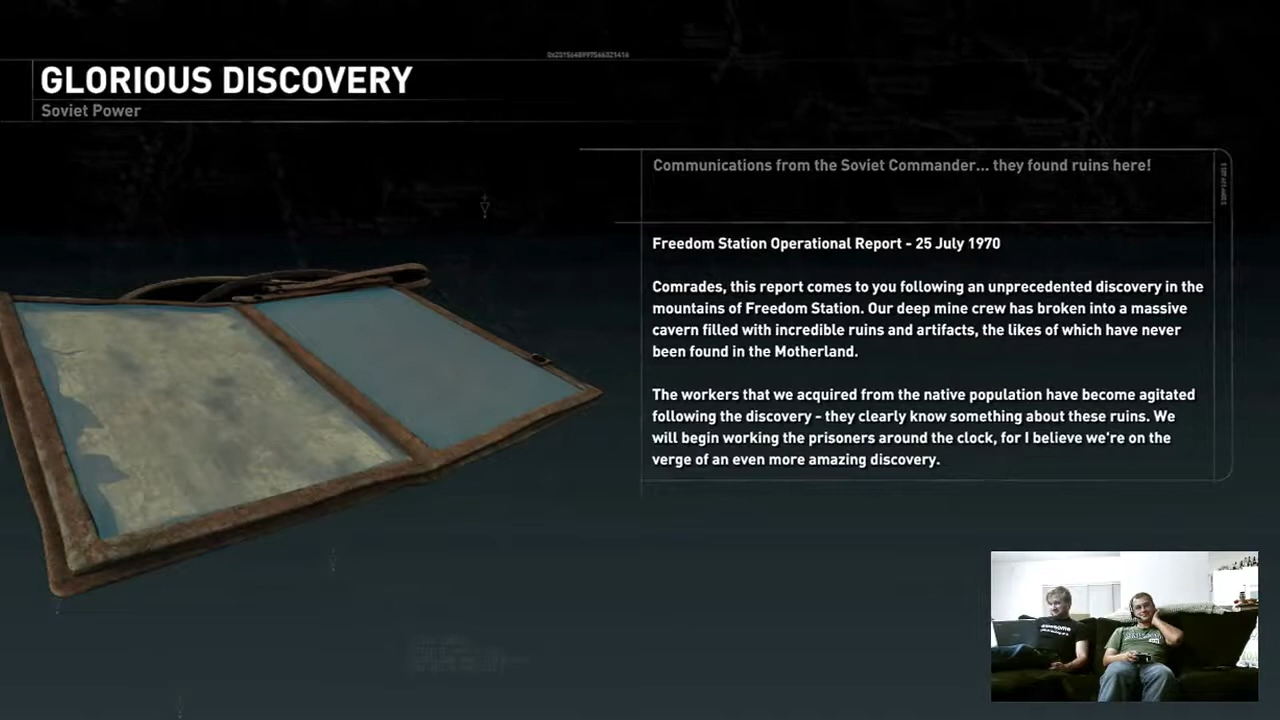 GLORIOUS DISCOVERY
Soviet Power
Communications from the Soviet Commander... they found ruins here!
Freedom Station Operational Report - 25 July 1970
Comrades, this report comes to you following an unprecedented discovery in the
mountains of Freedom Station. Our deep mine crew has broken into a massive
cavern filled with incredible ruins and artifacts, the likes of which have never
been found in the Motherland.
The workers that we acquired from the native population have become agitated
following the discovery - they clearly know something about these ruins. We
will begin working the prisoners around the clock, for I believe we're on the
verge of an even more amazing discovery.
awesome